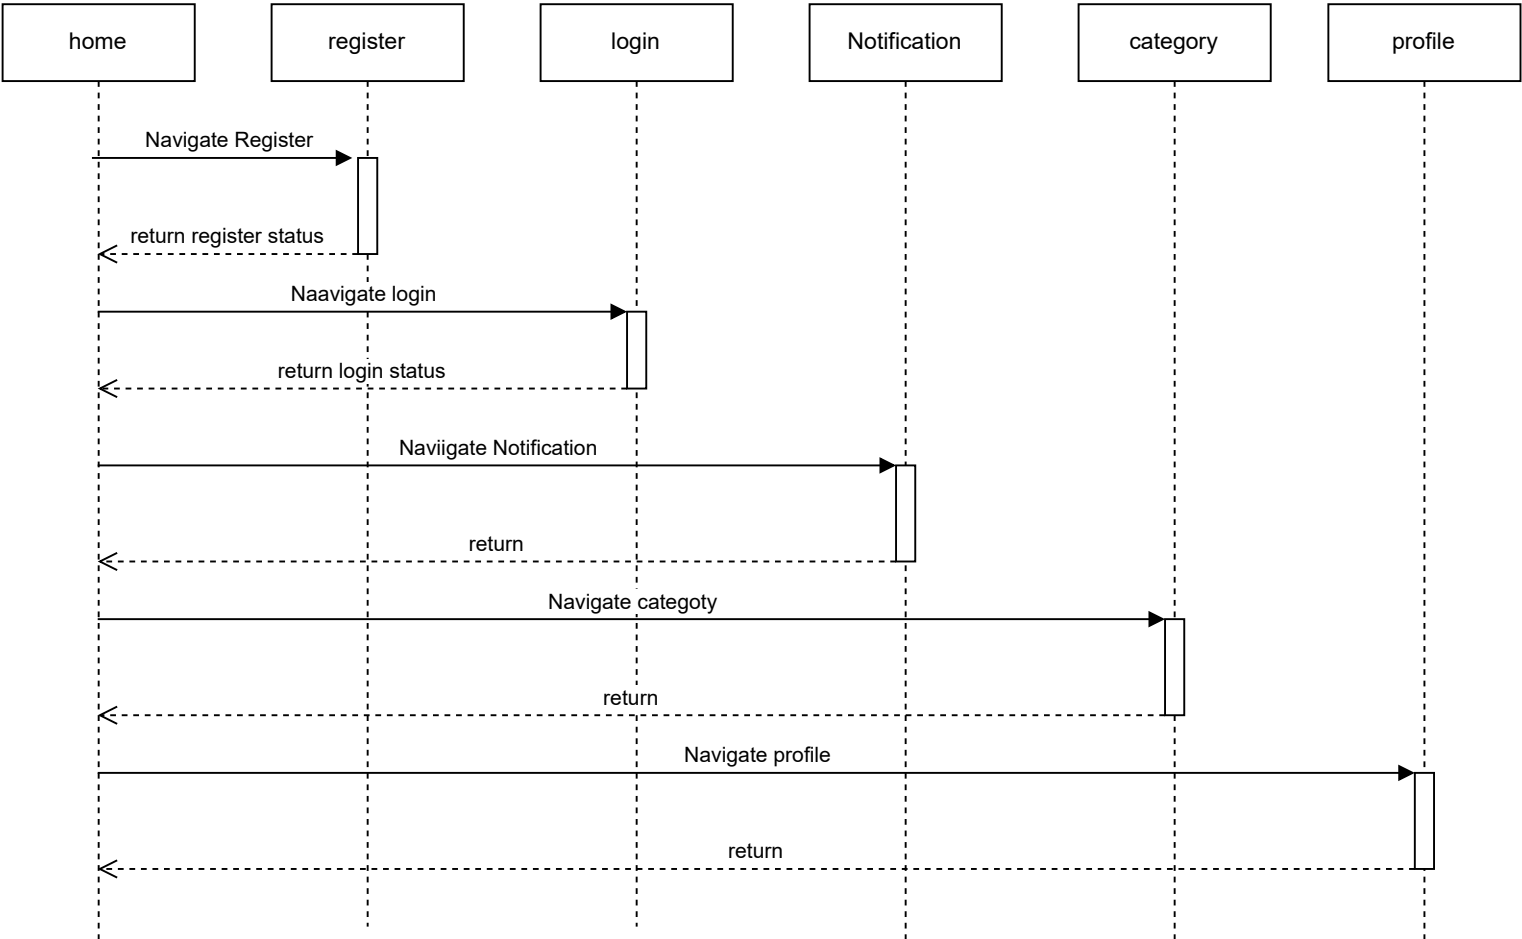 home
register
login
Notification
category
profile
Navigate Register
return register status
Naavigate login
return login status
Naviigate Notification
return
Navigate categoty
return
Navigate profile
return